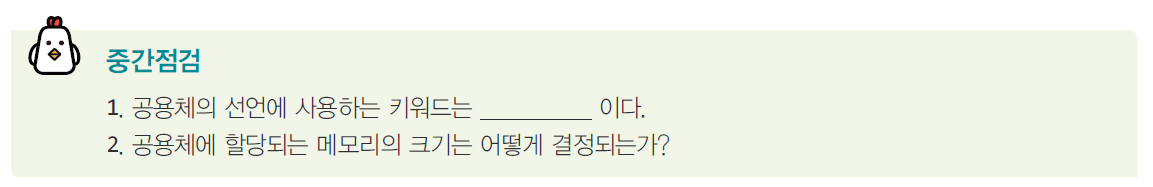 중간점검
1. 공용체의 선언에 사용하는 키워드는 __________ 이다.
2. 공용체에 할당되는 메모리의 크기는 어떻게 결정되는가?